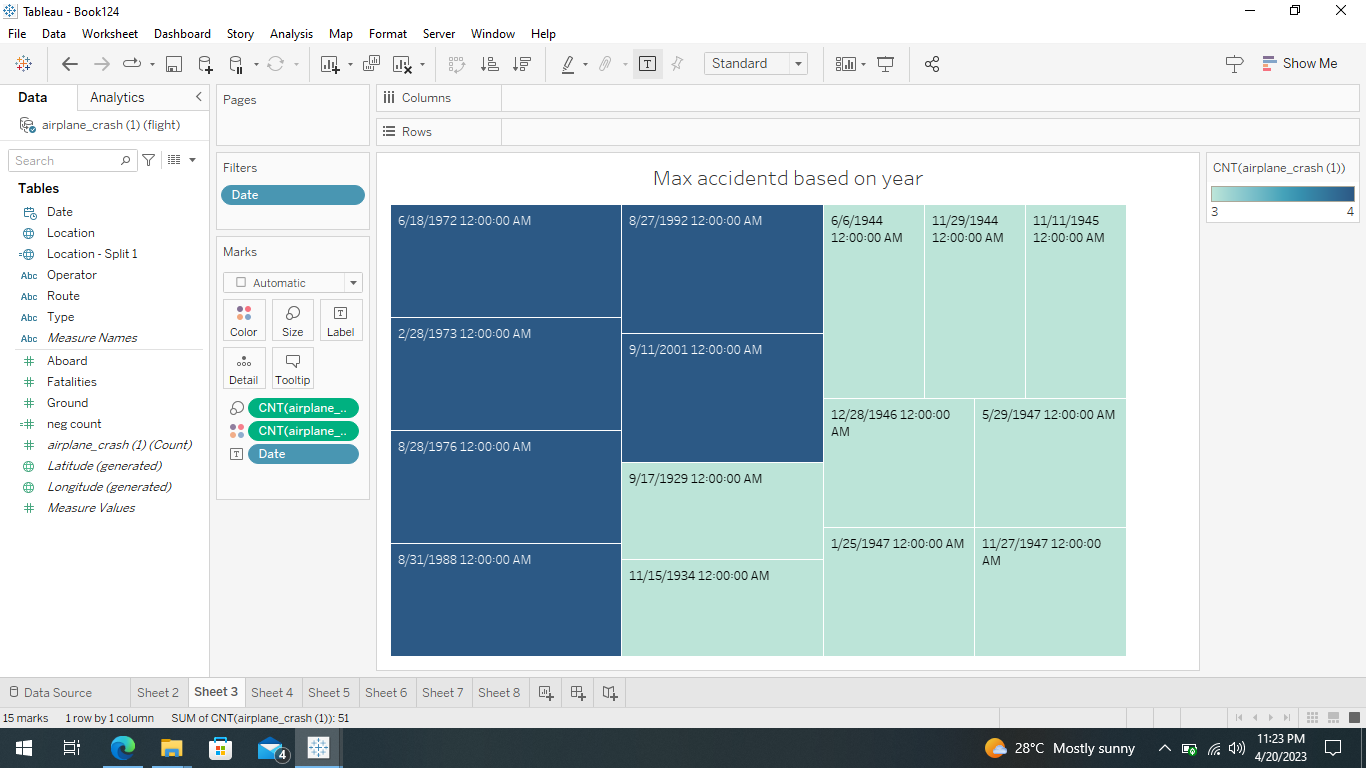 Tableau - Book124
File Data Worksheet Dashboard Story Analysis Map Format Server Window Help
Standard
Show Me
Data Analytics
airplane_crash (1) (flight)
Search
Tables
Date
Location
Location - Split 1
Abc Operator
Abc Route
Abc Type
Abc Measure Names
Aboard
Fatalities
Ground
neg count
airplane_crash (1) (Count)
Latitude (generated)
Longitude (generated)
Measure Values
Pages
Filters
Date
Marks
Automatic
Color Size Label
Detail Tooltip
CNT(airplane_..
CNT(airplane_..
Date
Columns
Rows
Max accidentd based on year
6/18/1972 12:00:00 AM
2/28/1973 12:00:00 AM
8/28/1976 12:00:00 AM
8/31/1988 12:00:00 AM
8/27/1992 12:00:00 AM
9/11/2001 12:00:00 AM
9/17/1929 12:00:00 AM
11/15/1934 12:00:00 AM
6/6/1944
12:00:00 AM
11/29/1944
12:00:00 AM
11/11/1945
12:00:00 AM
12/28/1946 12:00:00
AM
5/29/1947 12:00:00 AM
1/25/1947 12:00:00 AM
11/27/1947 12:00:00
AM
CNT(airplane_crash (1))
3 4
Data Source Sheet 2 Sheet 3 Sheet 4 Sheet 5 Sheet 6 Sheet 7 Sheet 8
15 marks 1 row by 1 column SUM of CNT(airplane_crash (1)): 51
4
28°C Mostly sunny
11:23 PM
4/20/2023